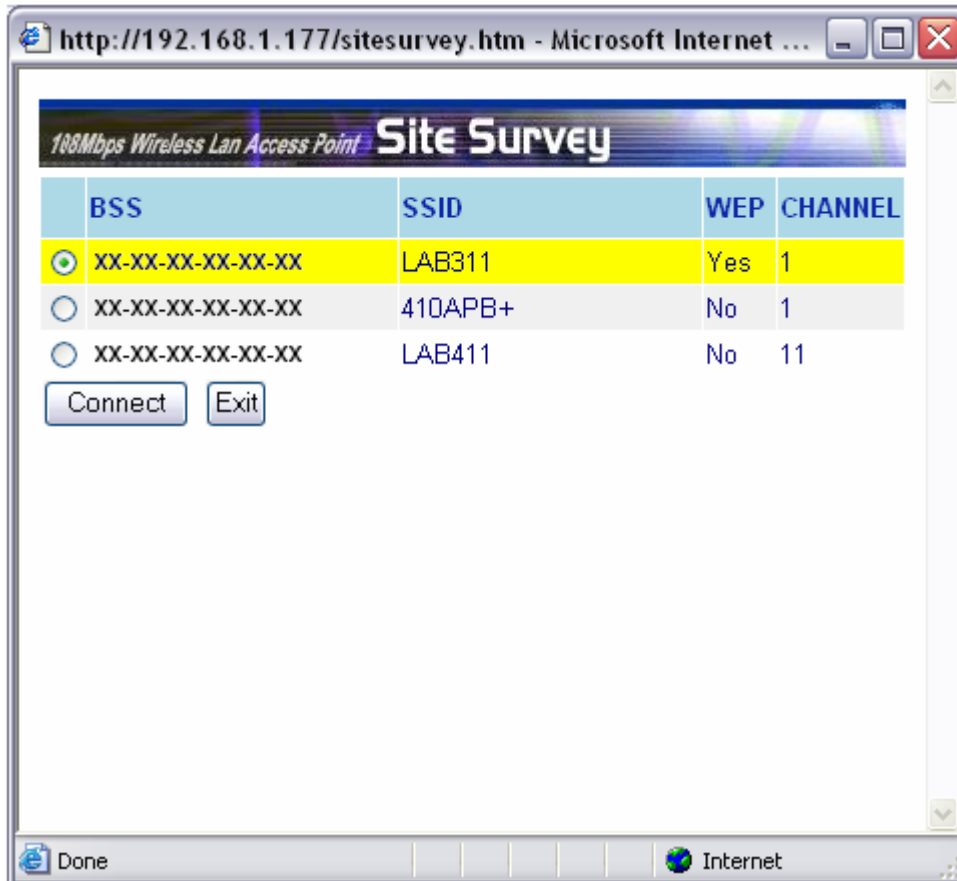 http://192.168.1.177/sitesurvey.htm - Microsoft Internet ...
108Mbps Wireless Lan Access Point Site Survey
BSS SSID WEP CHANNEL
XX-XX-XX-XX-XX-XX LAB311 Yes 1
XX-XX-XX-XX-XX-XX 410APB+ No 1
XX-XX-XX-XX-XX-XX LAB411 No 11
Connect Exit
Done Internet